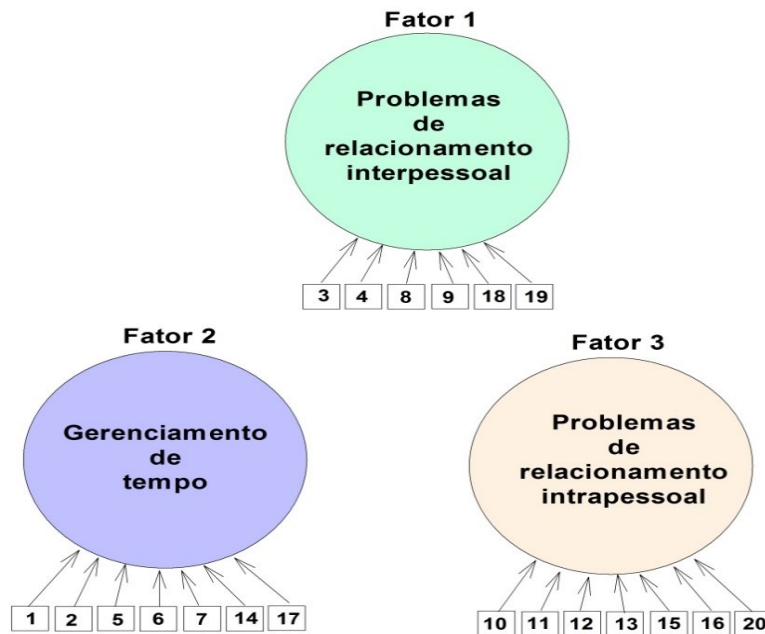 Fator 1
Problemas
de
relacionamento
interpessoal
3 4 8 9 18 19
Fator 2
Gerenciamento
de
tempo
1 2 5 6 7 14 17
Fator 3
Problemas
de
relacionamento
intrapessoal
10 11 12 13 15 16 20